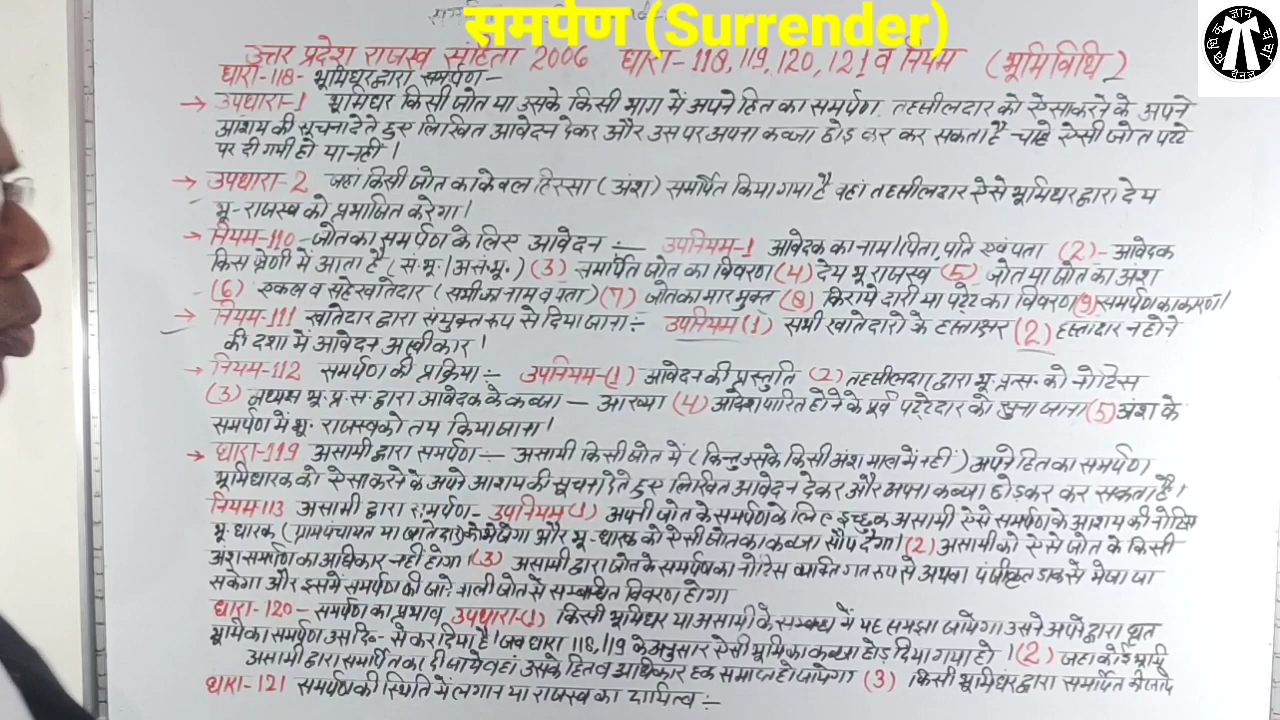 समर्पण (Surrender)
उत्तर प्रदेश राजस्व संहिता 2006 धारा-118, 119, 120, 121 व नियम (भूमि विधि)
धारा-118- भूमिधर द्वारा समर्पण-
→ उपधारा-1 भूमिधर किसी जोत या उसके किसी भाग में अपने हित का समर्पण, तहसीलदार को ऐसा करने के अपने
आशय की सूचना देते हुए लिखित आवेदन देकर और उस पर अपना कब्जा छोड़ कर कर सकता है चाहे ऐसी जोत पट्टे
पर दी गयी हो या नहीं।
→ उपधारा-2 जहां किसी जोत का केवल हिस्सा (अंश) समर्पित किया गया है वहां तहसीलदार ऐसे भूमिधर द्वारा देय
भू-राजस्व को प्रभाजित करेगा।
→ नियम-110-जोत का समर्पण के लिए आवेदन :- उपनियम-1 आवेदक का नाम/पिता, पति एवं पता (2)- आवेदक
किस श्रेणी में आता है (सं.भू./असं.भू.) (3) समर्पित जोत का विवरण (4) देय भू राजस्व (5) जोत या जोत का अंश
(6) एकल व सहखातेदार (सभी का नाम व पता) (7) जोत का भार मुक्त (8) किराये दारी या पट्टे का विवरण (9) समर्पण का कारण।
→ नियम-111 खातेदार द्वारा संयुक्त रूप से दिया जाना :- उपनियम (1) सभी खातेदारों के हस्ताक्षर (2) हस्तादार न होने
की दशा में आवेदन अस्वीकार।
→ नियम-112 समर्पण की प्रक्रिया :- उपनियम-(1) आवेदन की प्रस्तुति (2) तहसीलदार द्वारा भू.प्र.स. को नोटिस
(3) अध्यक्ष भू.प्र.स. द्वारा आवेदक के कब्जा - आख्या (4) आदेश पारित होने के पूर्व पट्टेदार को सुना जाना (5) अंश के
समर्पण में भू. राजस्व को तय किया जाना।
→ धारा-119 असामी द्वारा समर्पण :- असामी किसी जोत में (किन्तु उसके किसी अंश मात्र में नहीं) अपने हित का समर्पण
भूमिधारक को ऐसा करने के अपने आशय की सूचना देते हुए लिखित आवेदन देकर और अपना कब्जा छोड़कर कर सकता है।
नियम-113 असामी द्वारा समर्पण- उपनियम (1) अपनी जोत के समर्पण के लिए इच्छुक असामी ऐसे समर्पण के आशय की नोटिस
भू-धारक (ग्राम पंचायत या खातेदार) को भेजेगा और भू-धारक को ऐसी जोत का कब्जा सौंप देगा। (2) असामी को ऐसे जोत के किसी
अंश समर्पण का अधिकार नहीं होगा। (3) असामी द्वारा जोत के समर्पण का नोटिस व्यक्तिगत रूप से अथवा पंजीकृत डाक से भेजा जा
सकेगा और इसमें समर्पण की जाने वाली जोत से सम्बन्धित विवरण होगा
धारा-120- समर्पण का प्रभाव उपधारा-(1) किसी भूमिधर या असामी के सम्बन्ध में यह समझा जायेगा उसने अपने द्वारा धृत
भूमि का समर्पण उस दि०- से कर दिया है। जब धारा 118, 119 के अनुसार ऐसी भूमि का कब्जा छोड़ दिया गया हो। (2) जहां कोई भूमि
असामी द्वारा समर्पित कर दी जाये वहां उसके हित व अधिकार हक समाप्त हो जायेगा (3) किसी भूमिधर द्वारा समर्पित की जाये
धारा-121 समर्पण की स्थिति में लगान या राजस्व का दायित्व :-